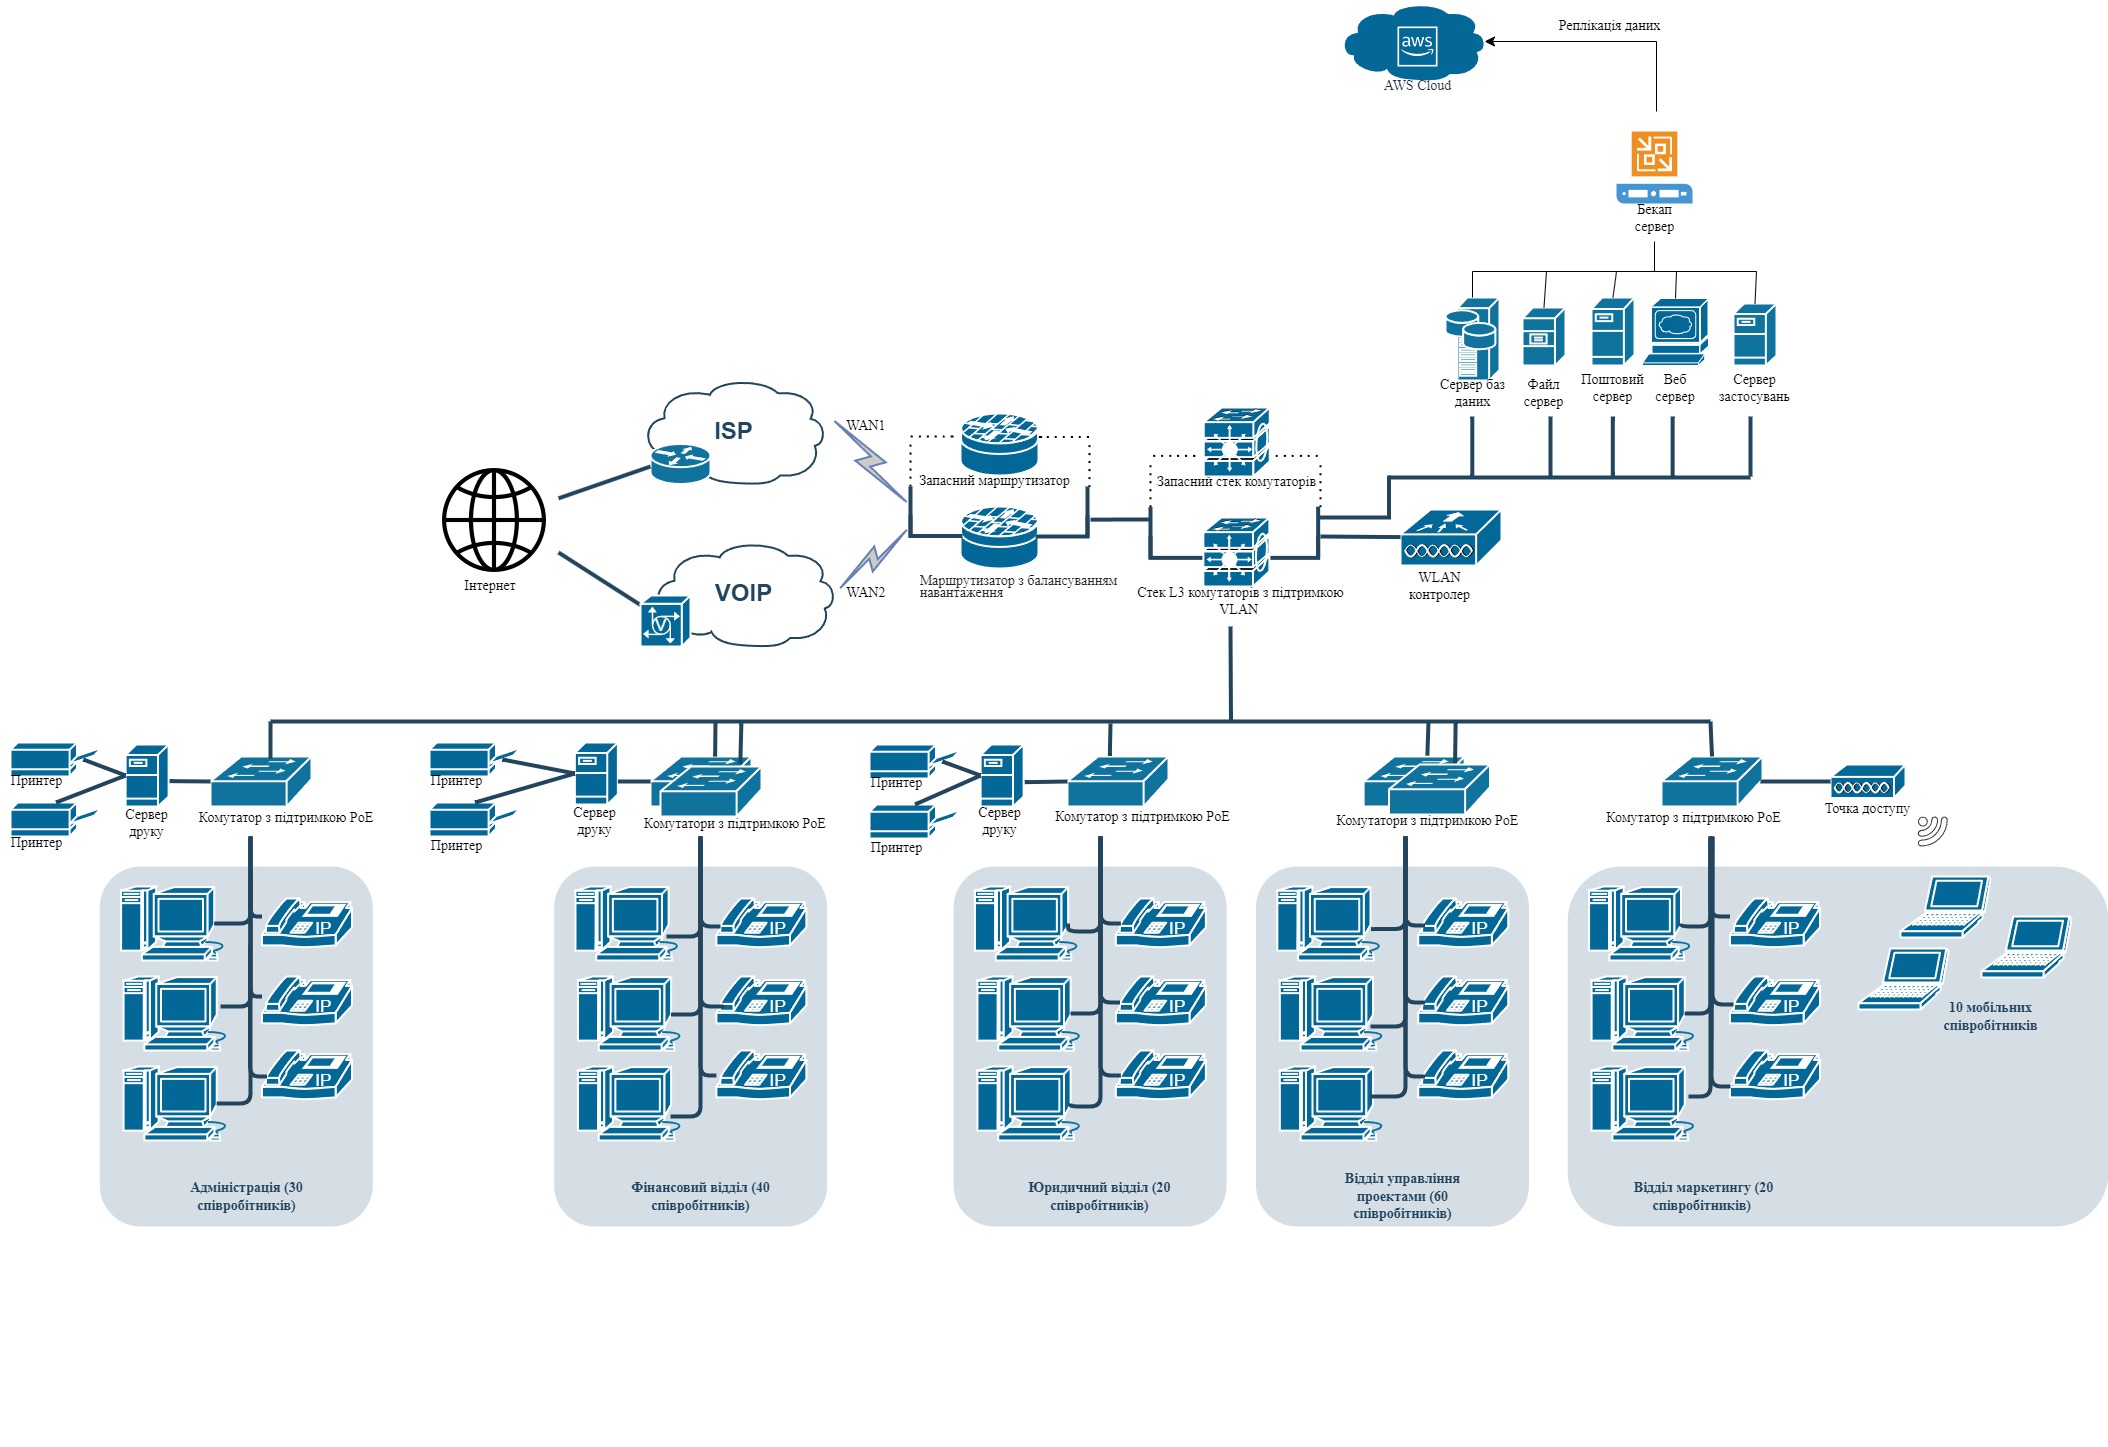 Реплікація даних
aws
AWS Cloud
Бекап
сервер
Сервер баз
даних
Файл
сервер
Поштовий
сервер
Веб
сервер
Сервер
застосувань
ISP
WAN1
Запасний маршрутизатор
Запасний стек комутаторів
Інтернет
VOIP
V
WAN2
Маршрутизатор з балансуванням
навантаження
Стек L3 комутаторів з підтримкою
VLAN
WLAN
контролер
Принтер
Принтер
Сервер
друку
Комутатор з підтримкою PoE
Принтер
Принтер
Сервер
друку
Комутатори з підтримкою PoE
Принтер
Принтер
Сервер
друку
Комутатор з підтримкою PoE
Комутатори з підтримкою PoE
Комутатор з підтримкою PoE
Точка доступу
IP
IP
IP
Адміністрація (30
співробітників)
IP
IP
IP
Фінансовий відділ (40
співробітників)
IP
IP
IP
Юридичний відділ (20
співробітників)
IP
IP
IP
Відділ управління
проектами (60
співробітників)
IP
IP
IP
Відділ маркетингу (20
співробітників)
10 мобільних
співробітників